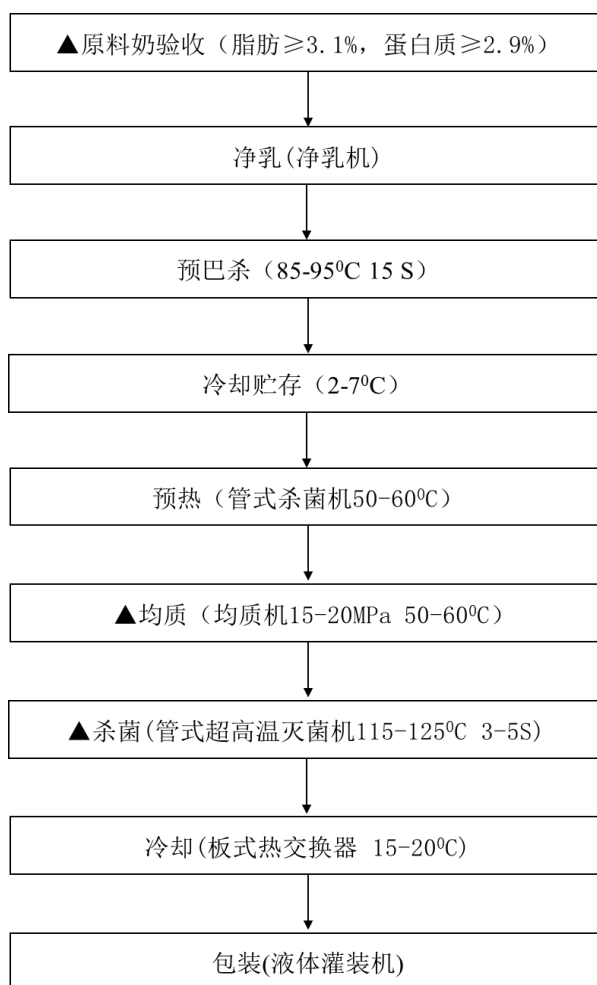 ▲原料奶验收（脂肪≥3.1%，蛋白质≥2.9%）
净乳(净乳机)
预巴杀（85-95⁰C 15 S）
冷却贮存（2-7⁰C）
预热（管式杀菌机50-60⁰C）
▲均质（均质机15-20MPa 50-60⁰C）
▲杀菌(管式超高温灭菌机115-125⁰C 3-5S)
冷却(板式热交换器 15-20⁰C)
包装(液体灌装机)